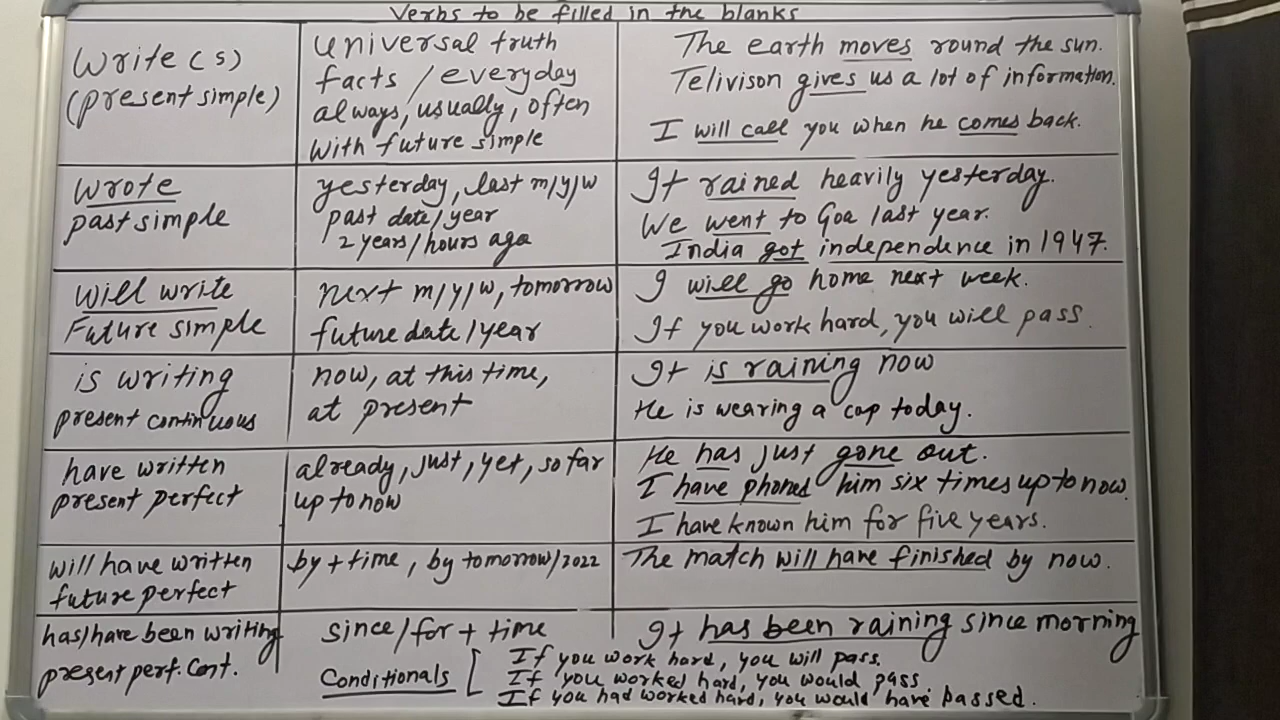 Verbs to be filled in the blanks
Write(s)
(present simple)
universal truth
facts / everyday
always, usually, often
with future simple
The earth moves round the sun.
Telivison gives us a lot of information.
I will call you when he comes back.
wrote
past simple
yesterday, last m/y/w
past date/year
2 years/hours ago
It rained heavily yesterday.
We went to Goa last year.
India got independence in 1947.
will write
Future simple
next m/y/w, tomorrow
future date/year
I will go home next week.
If you work hard, you will pass.
is writing
present continuous
now, at this time,
at present
It is raining now
He is wearing a cap today.
have written
present perfect
already, just, yet, so far
up to now
He has just gone out.
I have phoned him six times up to now.
I have known him for five years.
will have written
future perfect
by + time, by tomorrow/2022
The match will have finished by now.
has/have been writing
present perf. cont.
since/for + time
It has been raining since morning
Conditionals
If you work hard, you will pass.
If you worked hard, you would pass.
If you had worked hard, you would have passed.